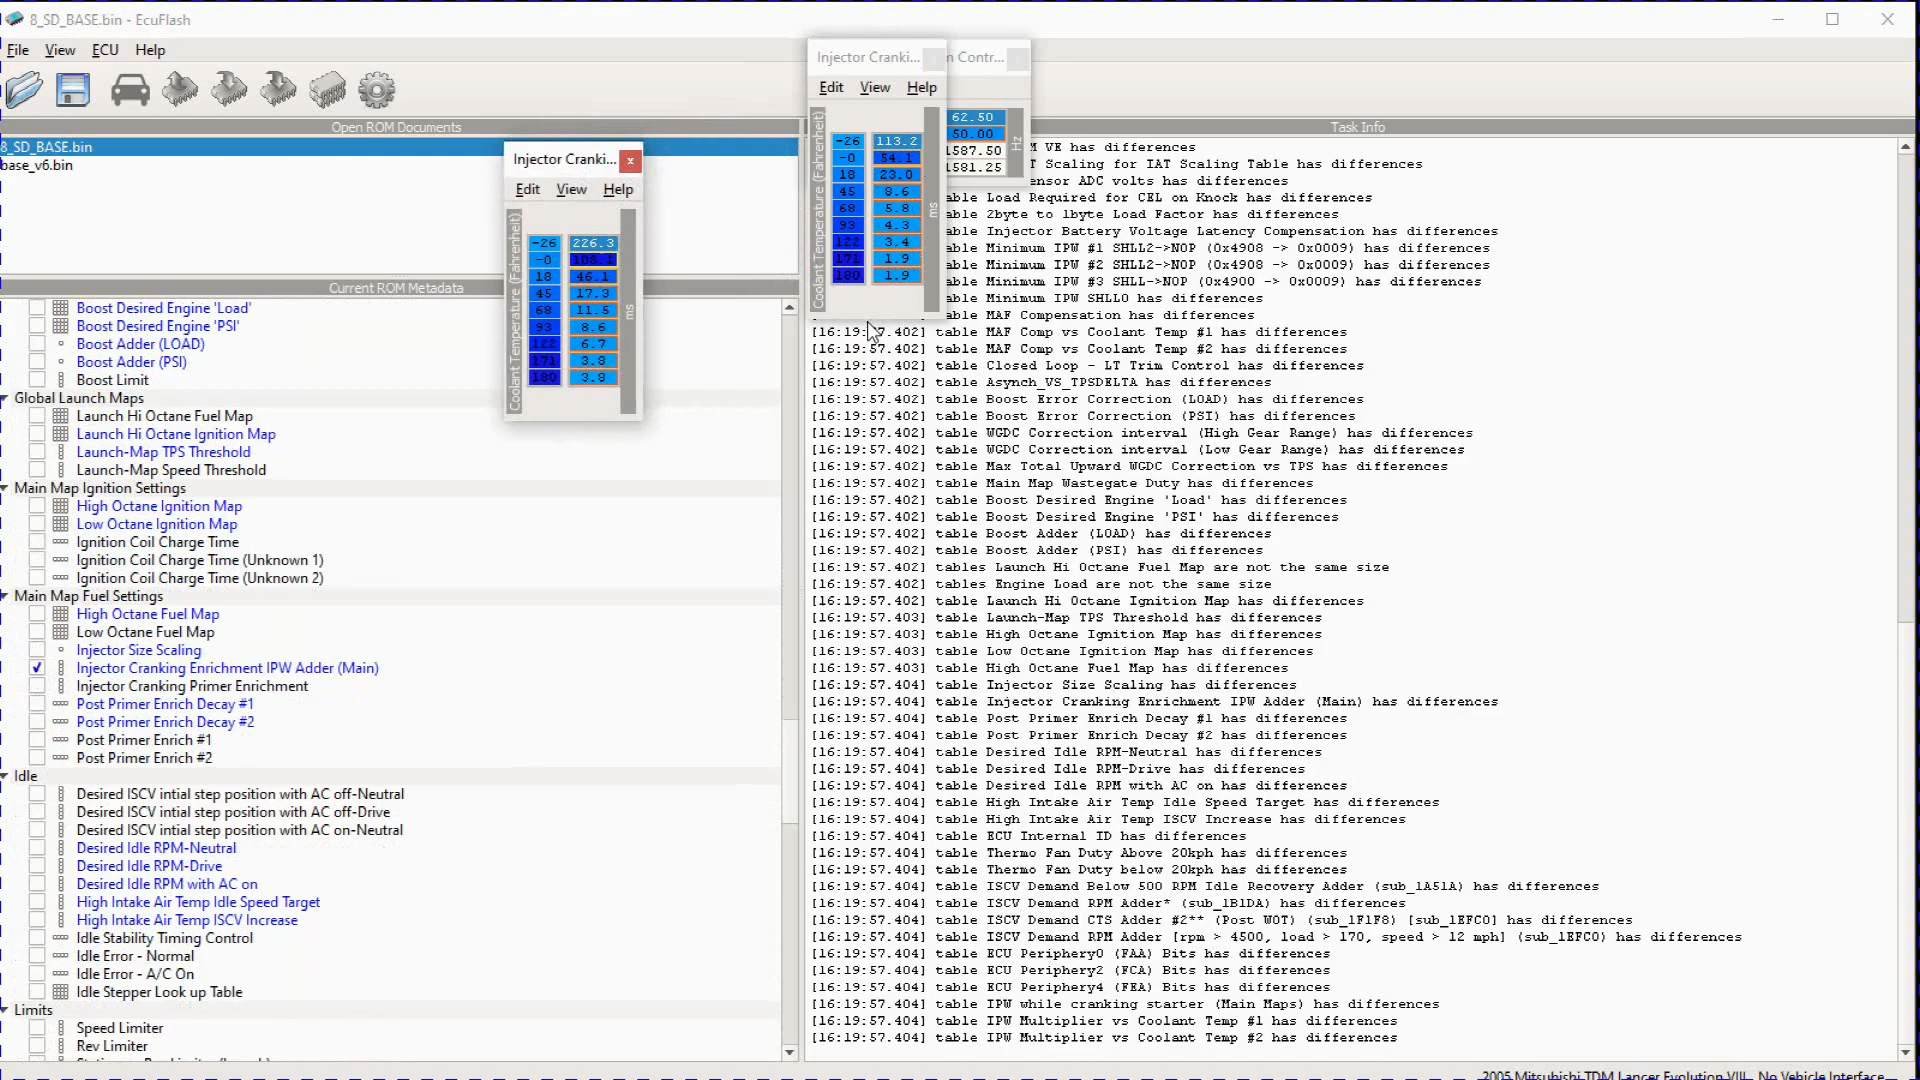 8_SD_BASE.bin - EcuFlash
File View ECU Help
Open ROM Documents
8_SD_BASE.bin
base_v6.bin
Current ROM Metadata
Boost Desired Engine 'Load'
Boost Desired Engine 'PSI'
Boost Adder (LOAD)
Boost Adder (PSI)
Boost Limit
Global Launch Maps
Launch Hi Octane Fuel Map
Launch Hi Octane Ignition Map
Launch-Map TPS Threshold
Launch-Map Speed Threshold
Main Map Ignition Settings
High Octane Ignition Map
Low Octane Ignition Map
Ignition Coil Charge Time
Ignition Coil Charge Time (Unknown 1)
Ignition Coil Charge Time (Unknown 2)
Main Map Fuel Settings
High Octane Fuel Map
Low Octane Fuel Map
Injector Size Scaling
Injector Cranking Enrichment IPW Adder (Main)
Injector Cranking Primer Enrichment
Post Primer Enrich Decay #1
Post Primer Enrich Decay #2
Post Primer Enrich #1
Post Primer Enrich #2
Idle
Desired ISCV intial step position with AC off-Neutral
Desired ISCV intial step position with AC off-Drive
Desired ISCV intial step position with AC on-Neutral
Desired Idle RPM-Neutral
Desired Idle RPM-Drive
Desired Idle RPM with AC on
High Intake Air Temp Idle Speed Target
High Intake Air Temp ISCV Increase
Idle Stability Timing Control
Idle Error - Normal
Idle Error - A/C On
Idle Stepper Look up Table
Limits
Speed Limiter
Rev Limiter
Injector Cranki...
Edit View Help
Coolant Temperature (Fahrenheit)
-26 226.3
-0 108.1
18 46.1
45 17.3
68 11.5
93 8.6
122 6.7
171 3.8
180 3.8
ms
Injector Cranki...
Edit View Help
Coolant Temperature (Fahrenheit)
-26 113.2
-0 54.1
18 23.0
45 8.6
68 5.8
93 4.3
122 3.4
171 1.9
180 1.9
ms
n Contr...
62.50
50.00
1587.50
1581.25
Hz
Task Info
M VE has differences
T Scaling for IAT Scaling Table has differences
ensor ADC volts has differences
able Load Required for CEL on Knock has differences
able 2byte to 1byte Load Factor has differences
able Injector Battery Voltage Latency Compensation has differences
able Minimum IPW #1 SHLL2->NOP (0x4908 -> 0x0009) has differences
able Minimum IPW #2 SHLL2->NOP (0x4908 -> 0x0009) has differences
able Minimum IPW #3 SHLL->NOP (0x4900 -> 0x0009) has differences
able Minimum IPW SHLL0 has differences
able MAF Compensation has differences
[16:19:57.402] table MAF Comp vs Coolant Temp #1 has differences
[16:19:57.402] table MAF Comp vs Coolant Temp #2 has differences
[16:19:57.402] table Closed Loop - LT Trim Control has differences
[16:19:57.402] table Asynch_VS_TPSDELTA has differences
[16:19:57.402] table Boost Error Correction (LOAD) has differences
[16:19:57.402] table Boost Error Correction (PSI) has differences
[16:19:57.402] table WGDC Correction interval (High Gear Range) has differences
[16:19:57.402] table WGDC Correction interval (Low Gear Range) has differences
[16:19:57.402] table Max Total Upward WGDC Correction vs TPS has differences
[16:19:57.402] table Main Map Wastegate Duty has differences
[16:19:57.402] table Boost Desired Engine 'Load' has differences
[16:19:57.402] table Boost Desired Engine 'PSI' has differences
[16:19:57.402] table Boost Adder (LOAD) has differences
[16:19:57.402] table Boost Adder (PSI) has differences
[16:19:57.402] tables Launch Hi Octane Fuel Map are not the same size
[16:19:57.402] tables Engine Load are not the same size
[16:19:57.402] table Launch Hi Octane Ignition Map has differences
[16:19:57.403] table Launch-Map TPS Threshold has differences
[16:19:57.403] table High Octane Ignition Map has differences
[16:19:57.403] table Low Octane Ignition Map has differences
[16:19:57.403] table High Octane Fuel Map has differences
[16:19:57.404] table Injector Size Scaling has differences
[16:19:57.404] table Injector Cranking Enrichment IPW Adder (Main) has differences
[16:19:57.404] table Post Primer Enrich Decay #1 has differences
[16:19:57.404] table Post Primer Enrich Decay #2 has differences
[16:19:57.404] table Desired Idle RPM-Neutral has differences
[16:19:57.404] table Desired Idle RPM-Drive has differences
[16:19:57.404] table Desired Idle RPM with AC on has differences
[16:19:57.404] table High Intake Air Temp Idle Speed Target has differences
[16:19:57.404] table High Intake Air Temp ISCV Increase has differences
[16:19:57.404] table ECU Internal ID has differences
[16:19:57.404] table Thermo Fan Duty Above 20kph has differences
[16:19:57.404] table Thermo Fan Duty below 20kph has differences
[16:19:57.404] table ISCV Demand Below 500 RPM Idle Recovery Adder (sub_1A51A) has differences
[16:19:57.404] table ISCV Demand RPM Adder* (sub_1B1DA) has differences
[16:19:57.404] table ISCV Demand CTS Adder #2** (Post WOT) (sub_1F1F8) [sub_1EFC0] has differences
[16:19:57.404] table ISCV Demand RPM Adder [rpm > 4500, load > 170, speed > 12 mph] (sub_1EFC0) has differences
[16:19:57.404] table ECU Periphery0 (FAA) Bits has differences
[16:19:57.404] table ECU Periphery2 (FCA) Bits has differences
[16:19:57.404] table ECU Periphery4 (FEA) Bits has differences
[16:19:57.404] table IPW while cranking starter (Main Maps) has differences
[16:19:57.404] table IPW Multiplier vs Coolant Temp #1 has differences
[16:19:57.404] table IPW Multiplier vs Coolant Temp #2 has differences
2005 Mitsubishi TDM Lancer Evolution VIII No Vehicle Interface